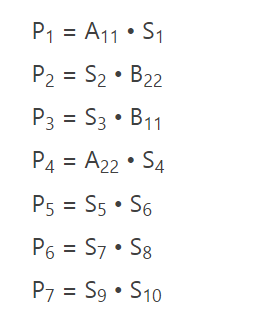 P₁ = A₁₁ • S₁
P₂ = S₂ • B₂₂
P₃ = S₃ • B₁₁
P₄ = A₂₂ • S₄
P₅ = S₅ • S₆
P₆ = S₇ • S₈
P₇ = S₉ • S₁₀